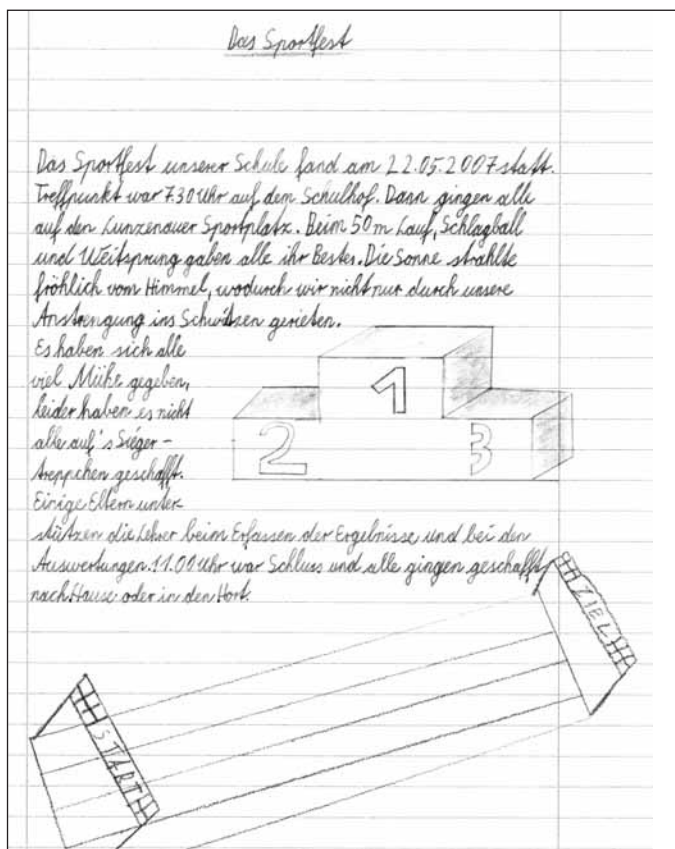 Das Sportfest
Das Sportfest unserer Schule fand am 22.05.2007 statt.
Treffpunkt war 7.30 Uhr auf dem Schulhof. Dann gingen alle
auf den Lunzenauer Sportplatz. Beim 50m Lauf, Schlagball
und Weitsprung gaben alle ihr Bestes. Die Sonne strahlte
fröhlich vom Himmel, wodurch wir nicht nur durch unsere
Anstrengung ins Schwitzen gerieten.
Es haben sich alle
viel Mühe gegeben,
leider haben es nicht
alle auf's Sieger-
treppchen geschafft.
Einige Eltern unter-
stützen die Lehrer beim Erfassen der Ergebnisse und bei den
Auswertungen. 11.00 Uhr war Schluss und alle gingen geschafft
nach Hause oder in den Hort.
1
2
3
ZIEL
START